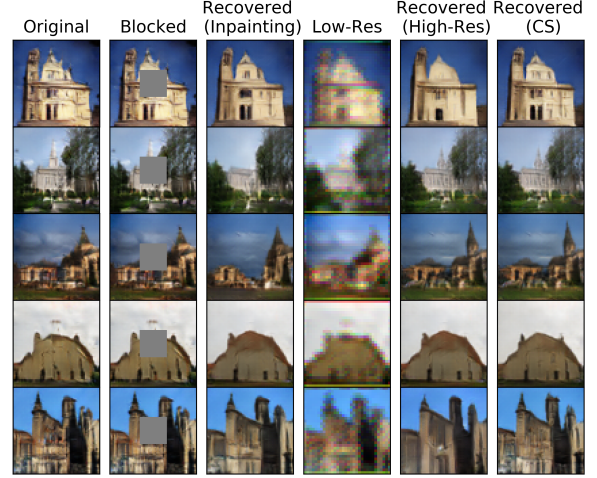 Original
Blocked
Recovered
(Inpainting)
Low-Res
Recovered
(High-Res)
Recovered
(CS)